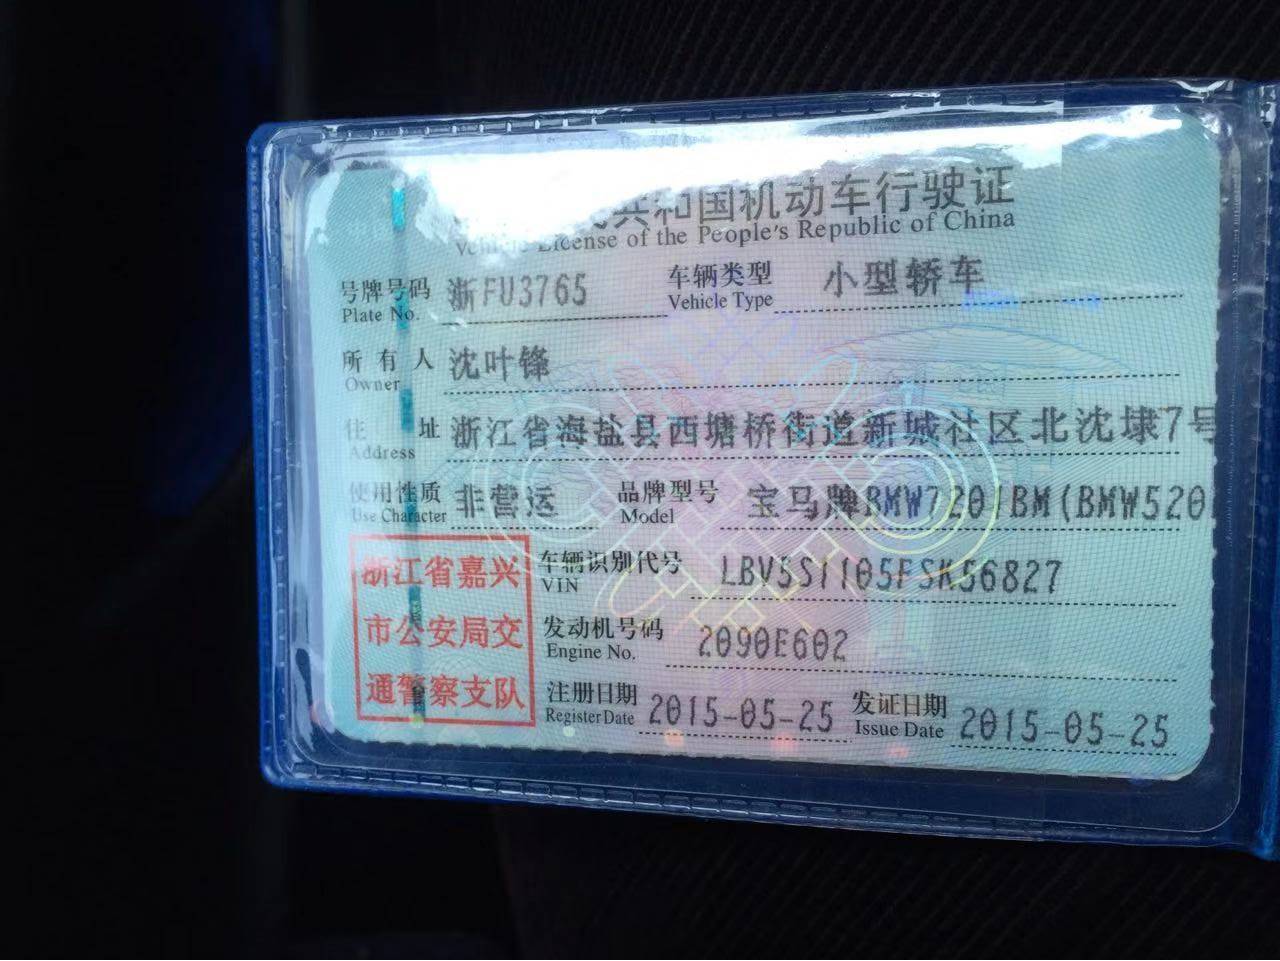 共和国机动车行驶证
Vehicle License of the People's Republic of China
号牌号码 浙FU3765 车辆类型 小型轿车
Plate No. Vehicle Type
所有人 沈叶锋
Owner
住址 浙江省海盐县西塘桥街道新城社区北沈埭7号
Address
使用性质 非营运 品牌型号 宝马牌BMW7201BM(BMW520
Use Character Model
浙江省嘉兴
市公安局交
通警察支队
车辆识别代号 LBV5S1105FSK56827
VIN
发动机号码 2090E602
Engine No.
注册日期 2015-05-25 发证日期 2015-05-25
Register Date Issue Date